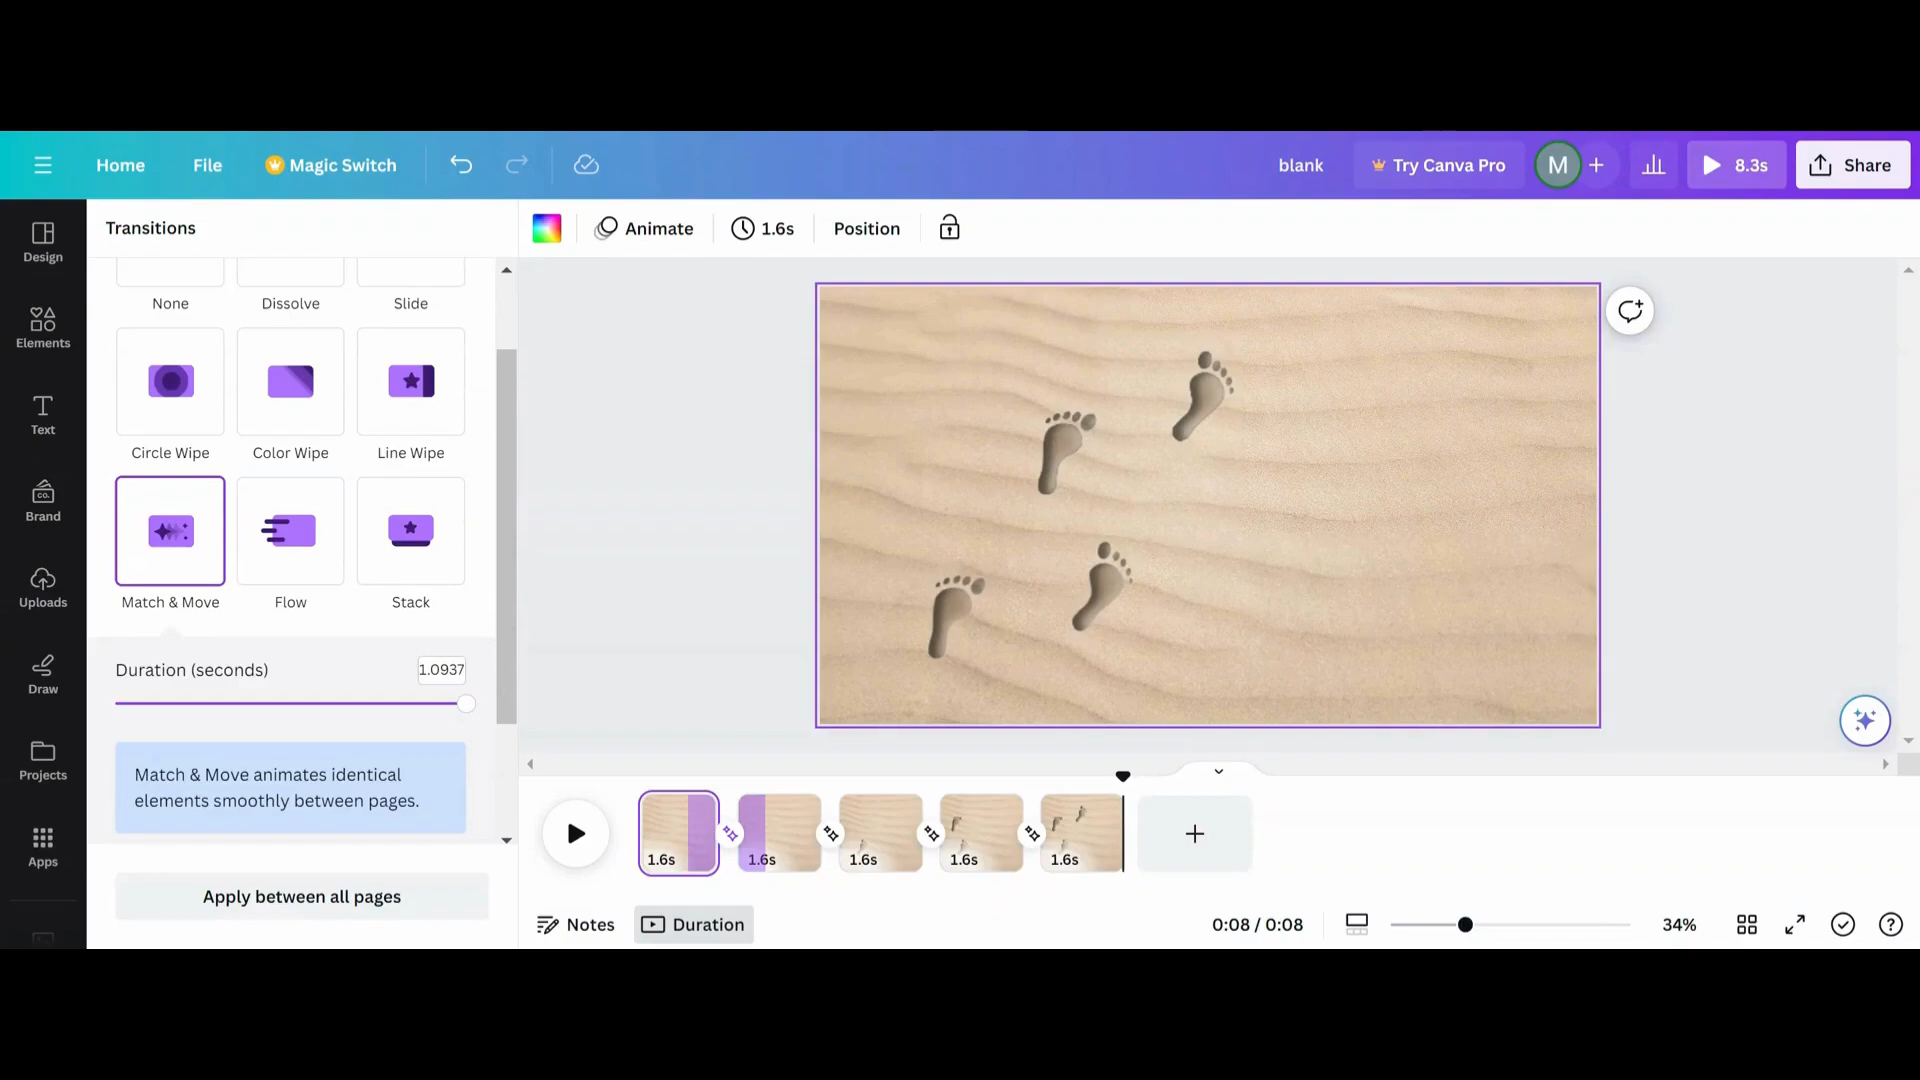 Home
File
Magic Switch
blank
Try Canva Pro
M
8.3s
Share
Design
Elements
Text
CO.
Brand
Uploads
Draw
Projects
Apps
Transitions
None
Dissolve
Slide
Circle Wipe
Color Wipe
Line Wipe
Match & Move
Flow
Stack
Duration (seconds)
1.0937
Match & Move animates identical
elements smoothly between pages.
Apply between all pages
Animate
1.6s
Position
1.6s
1.6s
1.6s
1.6s
1.6s
Notes
Duration
0:08 / 0:08
34%